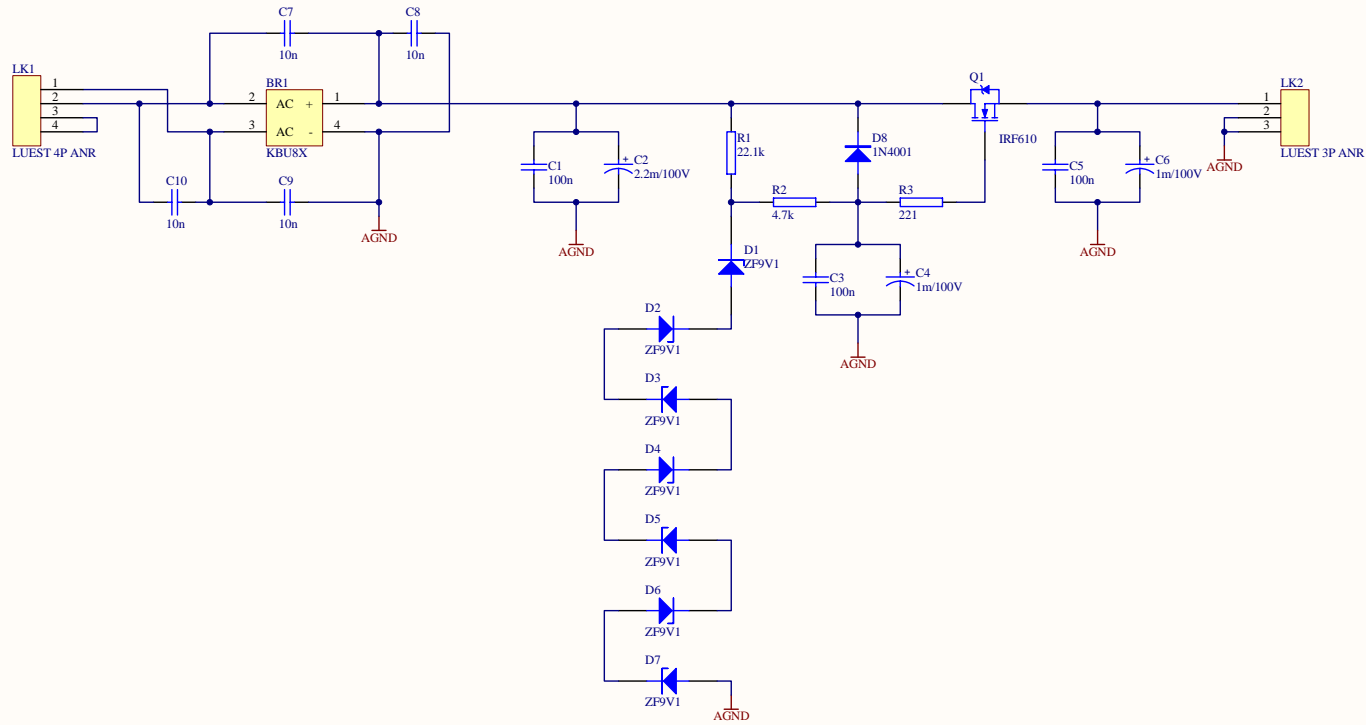 C7
10n
C8
10n
LK1
1
2
3
4
LUEST 4P ANR
BR1
2
AC
+
1
3
AC
-
4
KBU8X
C10
10n
C9
10n
AGND
C1
100n
+
C2
2.2m/100V
AGND
R1
22.1k
R2
4.7k
D8
1N4001
R3
221
Q1
IRF610
C5
100n
+
C6
1m/100V
AGND
LK2
1
2
3
LUEST 3P ANR
AGND
D1
ZF9V1
C3
100n
+
C4
1m/100V
AGND
D2
ZF9V1
D3
ZF9V1
D4
ZF9V1
D5
ZF9V1
D6
ZF9V1
D7
ZF9V1
AGND